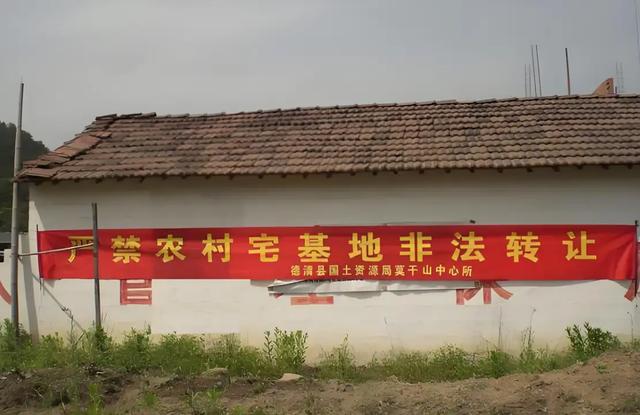 严禁农村宅基地非法转让
德清县国土资源局莫干山中心所